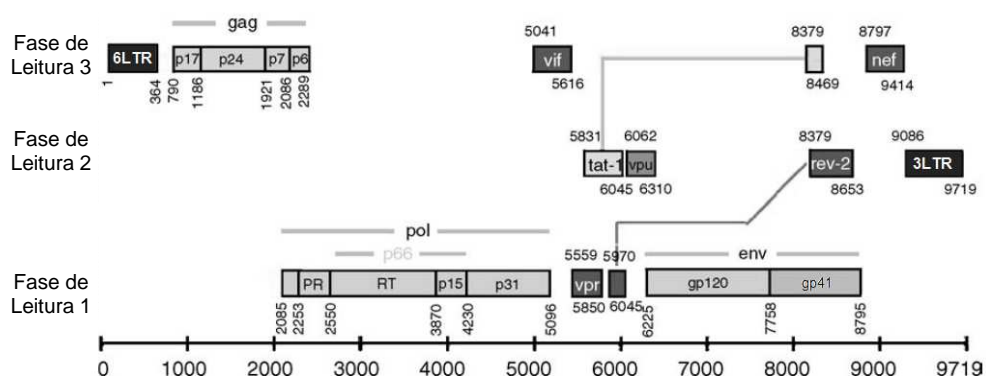 gag
Fase de
Leitura 3
6LTR
p17
p24
p7
p6
1
364
790
1186
1921
2086
2289
5041
vif
5616
8379
8469
8797
nef
9414
Fase de
Leitura 2
5831
6062
tat-1
vpu
6045
6310
8379
rev-2
8653
9086
3LTR
9719
pol
p66
Fase de
Leitura 1
PR
RT
p15
p31
2085
2253
2550
3870
4230
5096
5559
5970
vpr
5850
6045
env
gp120
gp41
6225
7758
8795
0 1000 2000 3000 4000 5000 6000 7000 8000 9000 9719